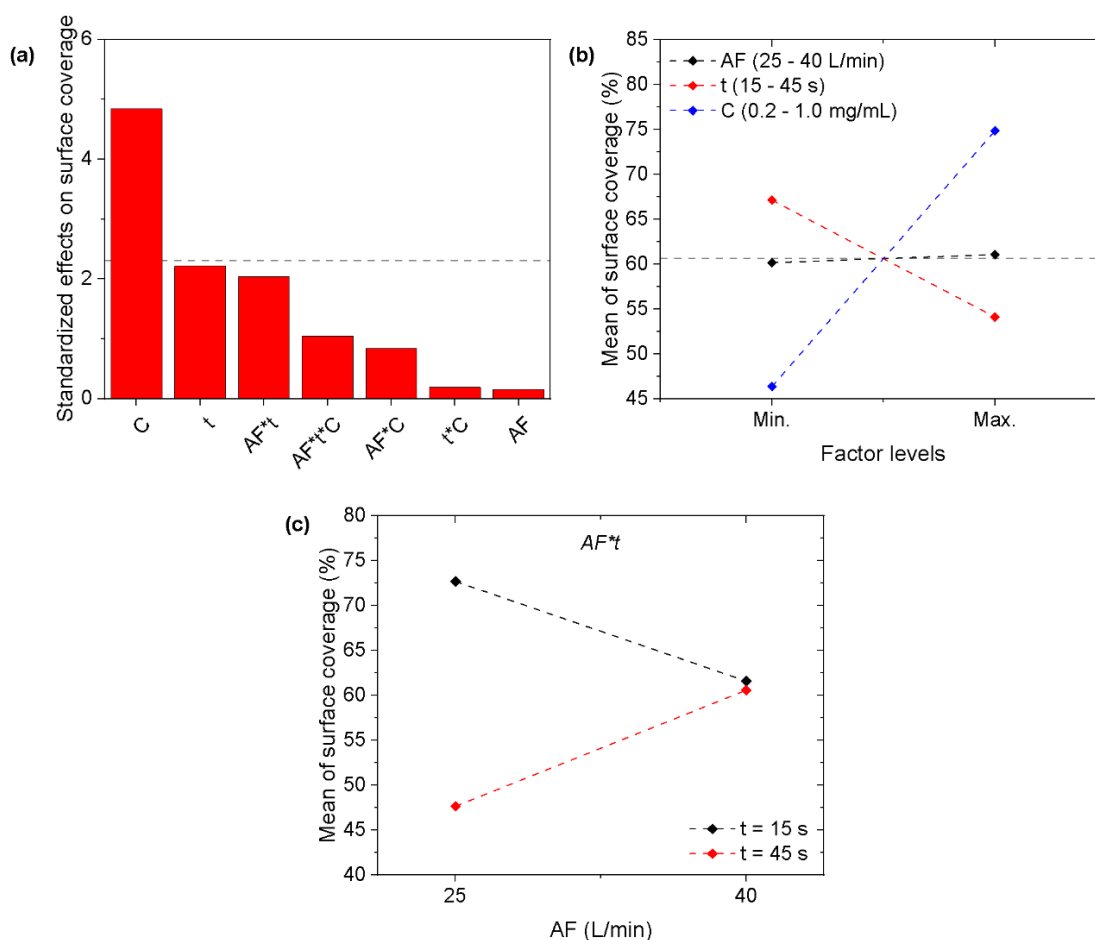 (a)
Standardized effects on surface coverage
6
4
2
0
C
t
AF*t
AF*t*C
AF*C
t*C
AF
(b)
Mean of surface coverage (%)
85
80
75
70
65
60
55
50
45
AF (25 - 40 L/min)
t (15 - 45 s)
C (0.2 - 1.0 mg/mL)
Min.
Max.
Factor levels
(c)
Mean of surface coverage (%)
80
75
70
65
60
55
50
45
40
AF*t
t = 15 s
t = 45 s
25
40
AF (L/min)